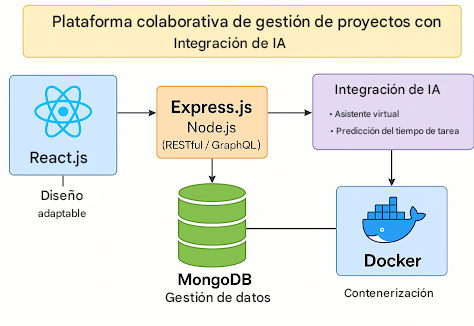 Plataforma colaborativa de gestión de proyectos con
Integración de IA
React.js
Diseño
adaptable
Express.js
Node.js
(RESTful / GraphQL)
Integración de IA
• Asistente virtual
• Predicción del tiempo de tarea
MongoDB
Gestión de datos
Docker
Contenerización